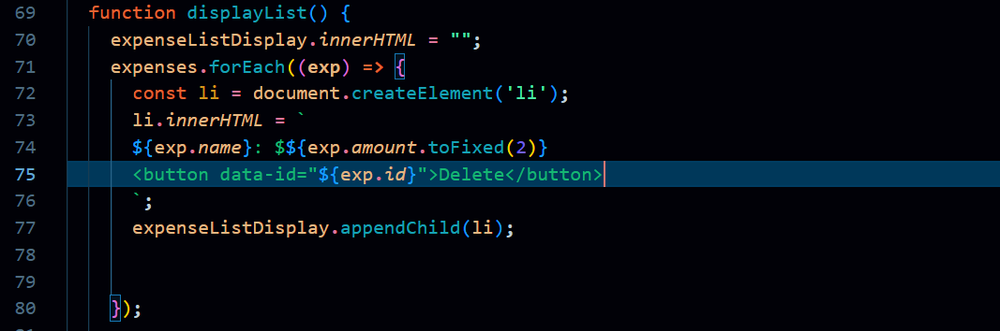 69 function displayList() {
70 expenseListDisplay.innerHTML = "";
71 expenses.forEach((exp) => {
72 const li = document.createElement('li');
73 li.innerHTML = `
74 ${exp.name}: $${exp.amount.toFixed(2)}
75 <button data-id="${exp.id}">Delete</button>
76 `;
77 expenseListDisplay.appendChild(li);
78
79
80 });